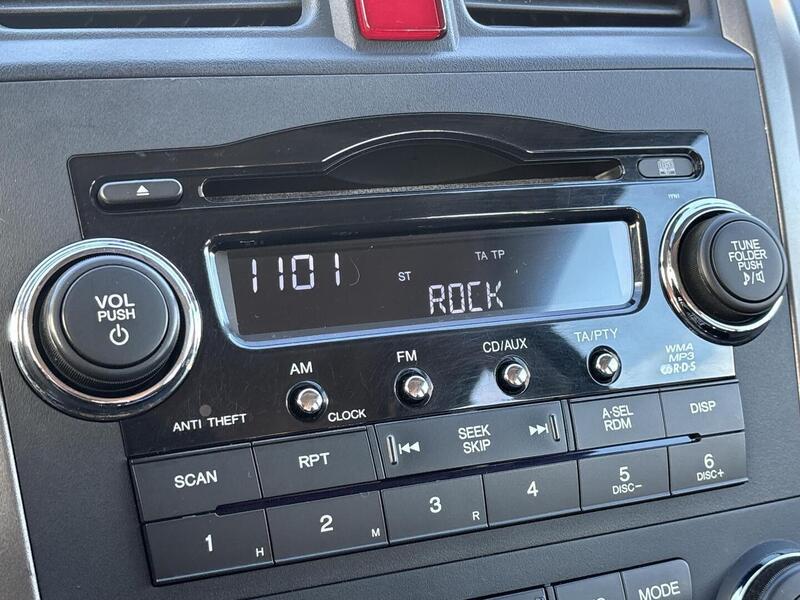 1101
ST
TA TP
ROCK
VOL
PUSH
TUNE
FOLDER
PUSH
AM
FM
CD/AUX
TA/PTY
WMA
MP3
R·D·S
ANTI THEFT
CLOCK
SCAN
RPT
SEEK
SKIP
A·SEL
RDM
DISP
1 H
2 M
3 R
4
5
DISC−
6
DISC+
MODE